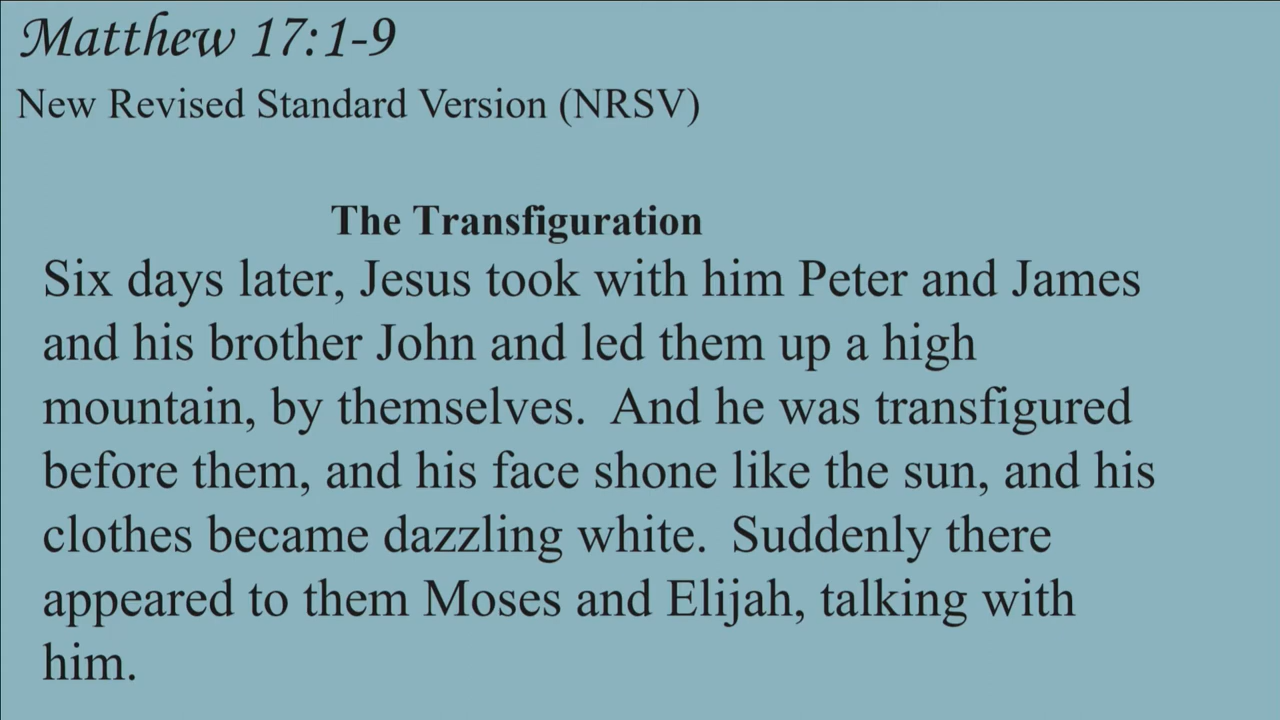 Matthew 17:1-9
New Revised Standard Version (NRSV)
The Transfiguration
Six days later, Jesus took with him Peter and James
and his brother John and led them up a high
mountain, by themselves.  And he was transfigured
before them, and his face shone like the sun, and his
clothes became dazzling white.  Suddenly there
appeared to them Moses and Elijah, talking with
him.